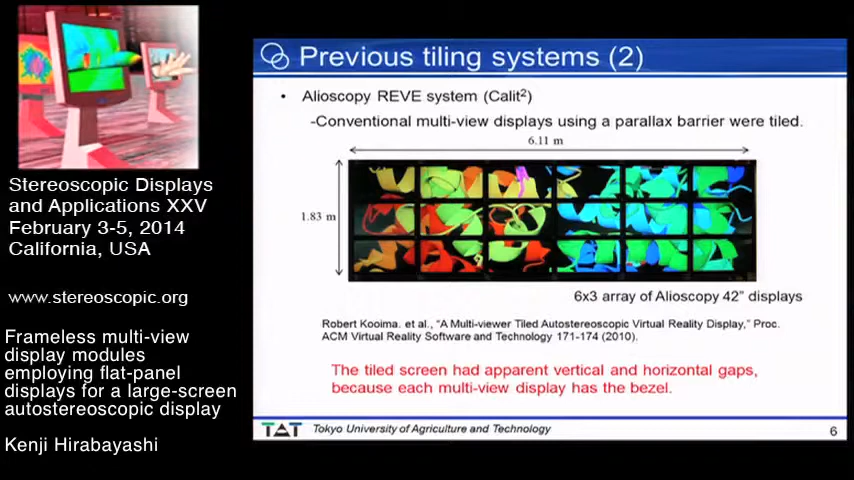 Stereoscopic Displays
and Applications XXV
February 3-5, 2014
California, USA
www.stereoscopic.org
Frameless multi-view
display modules
employing flat-panel
displays for a large-screen
autostereoscopic display
Kenji Hirabayashi
Previous tiling systems (2)
• Alioscopy REVE system (Calit²)
-Conventional multi-view displays using a parallax barrier were tiled.
6.11 m
1.83 m
6x3 array of Alioscopy 42” displays
Robert Kooima. et al., “A Multi-viewer Tiled Autostereoscopic Virtual Reality Display,” Proc.
ACM Virtual Reality Software and Technology 171-174 (2010).
The tiled screen had apparent vertical and horizontal gaps,
because each multi-view display has the bezel.
TAT Tokyo University of Agriculture and Technology
6